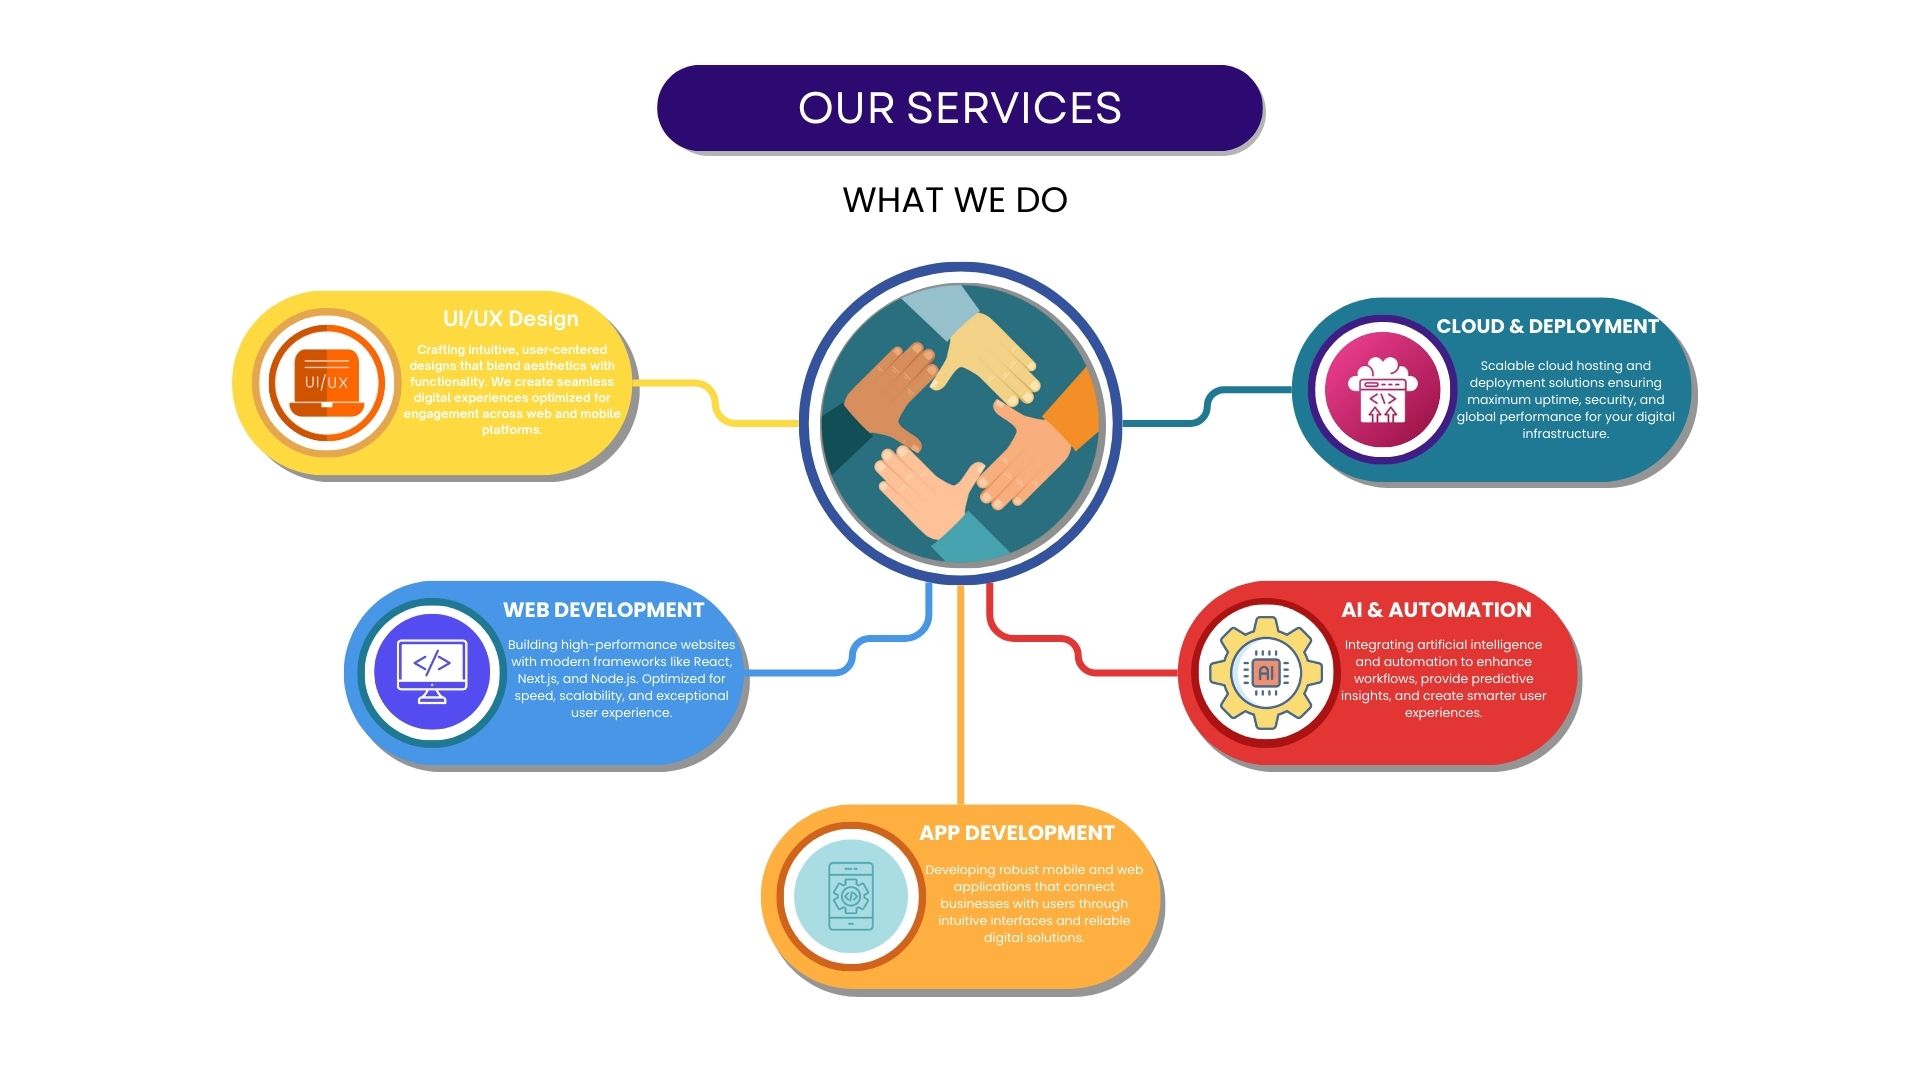 OUR SERVICES
WHAT WE DO
UI/UX
UI/UX Design
Crafting intuitive, user-centered
designs that blend aesthetics with
functionality. We create seamless
digital experiences optimized for
engagement across web and mobile
platforms.
CLOUD & DEPLOYMENT
Scalable cloud hosting and
deployment solutions ensuring
maximum uptime, security, and
global performance for your digital
infrastructure.
</>
WEB DEVELOPMENT
Building high-performance websites
with modern frameworks like React,
Next.js, and Node.js. Optimized for
speed, scalability, and exceptional
user experience.
AI
AI & AUTOMATION
Integrating artificial intelligence
and automation to enhance
workflows, provide predictive
insights, and create smarter user
experiences.
APP DEVELOPMENT
Developing robust mobile and web
applications that connect
businesses with users through
intuitive interfaces and reliable
digital solutions.